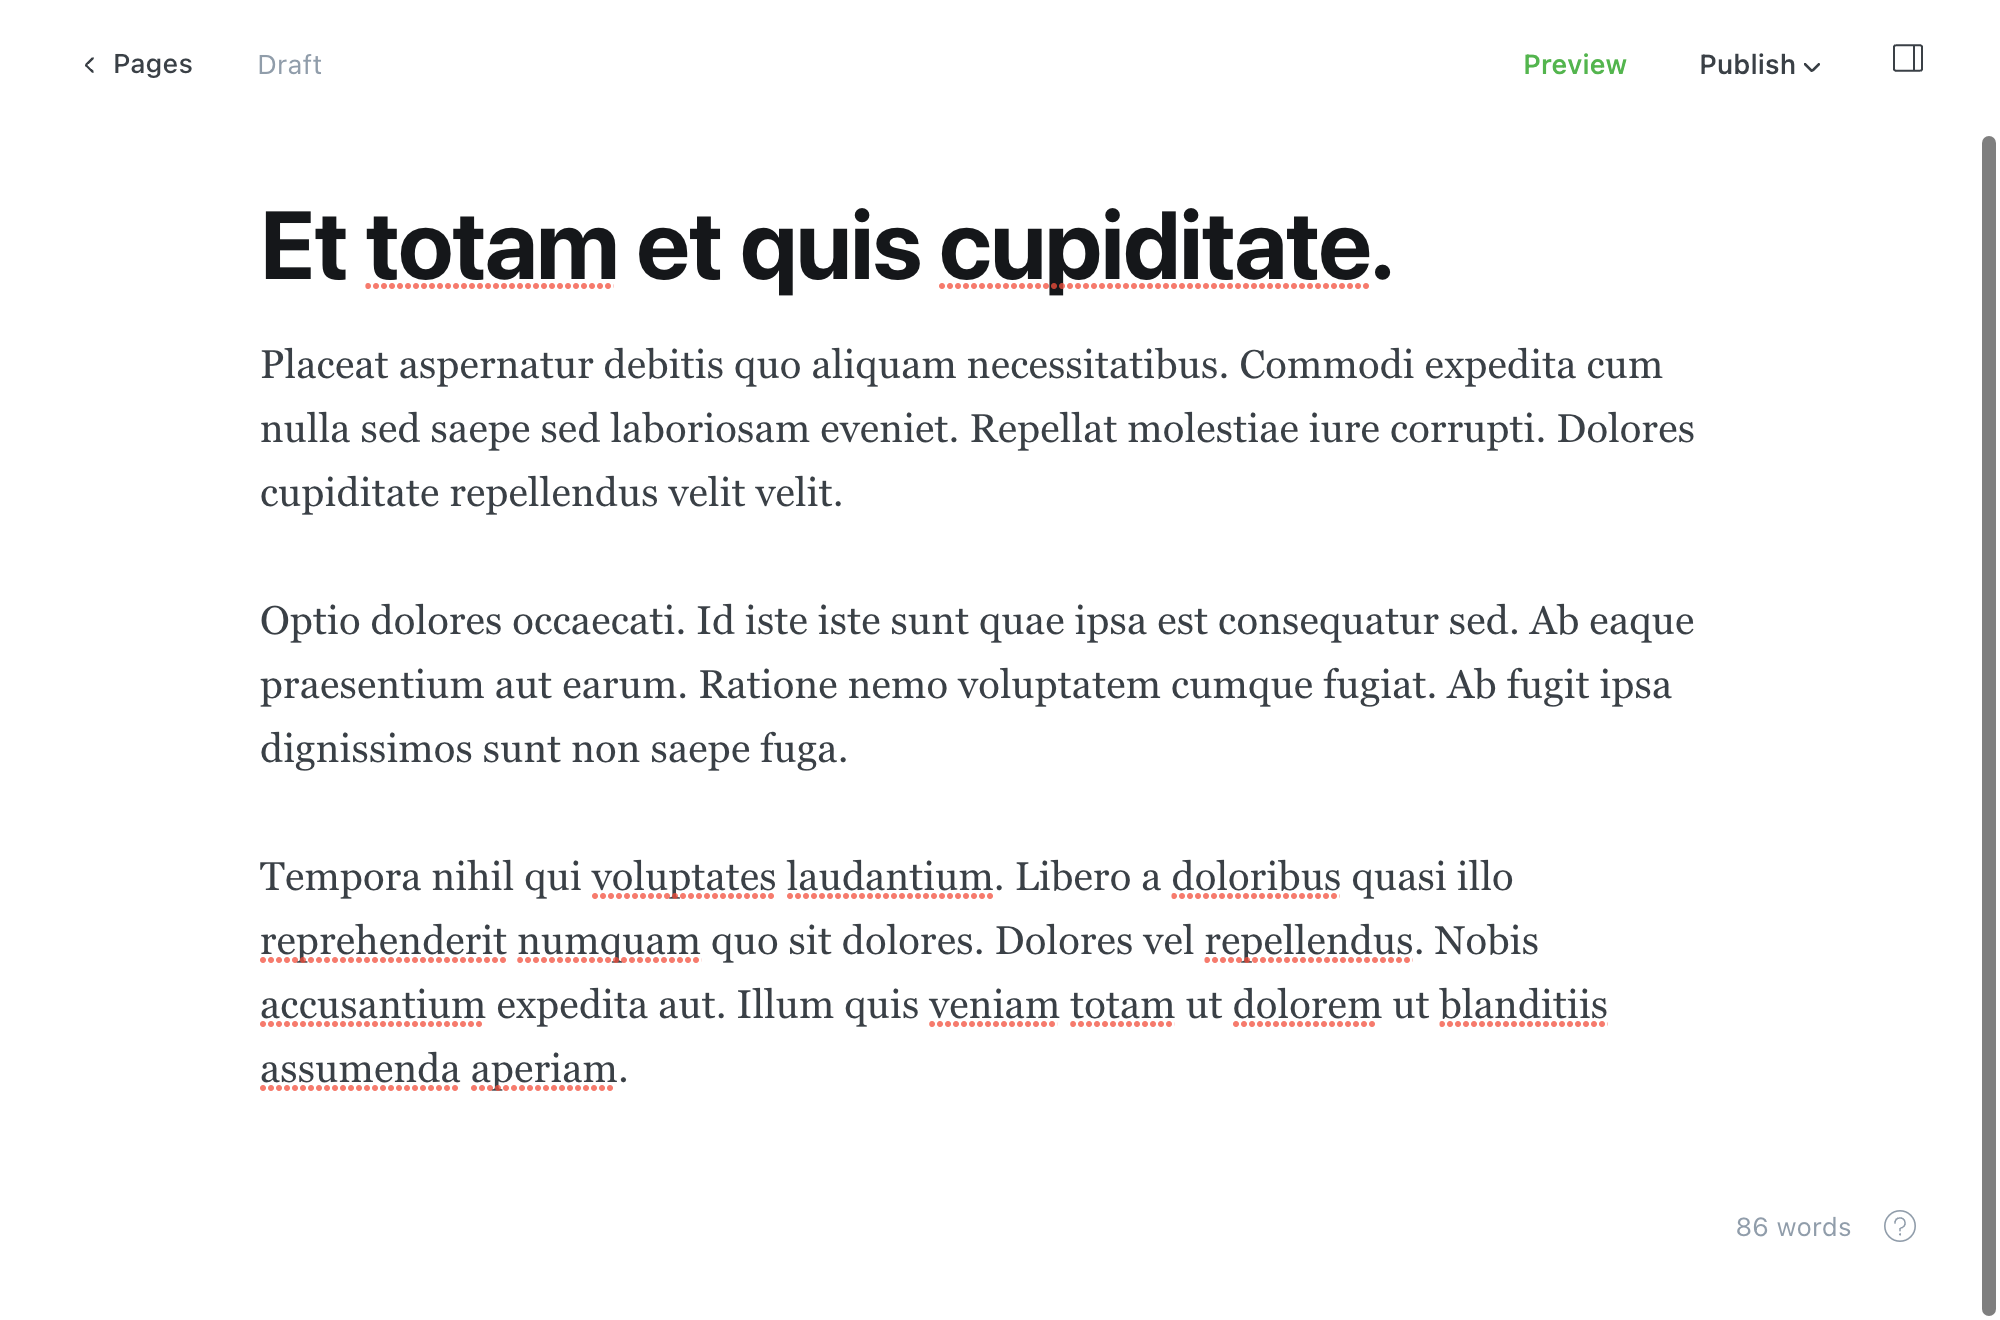 Pages
Draft
Preview
Publish
Et totam et quis cupiditate.
Placeat aspernatur debitis quo aliquam necessitatibus. Commodi expedita cum
nulla sed saepe sed laboriosam eveniet. Repellat molestiae iure corrupti. Dolores
cupiditate repellendus velit velit.
Optio dolores occaecati. Id iste iste sunt quae ipsa est consequatur sed. Ab eaque
praesentium aut earum. Ratione nemo voluptatem cumque fugiat. Ab fugit ipsa
dignissimos sunt non saepe fuga.
Tempora nihil qui voluptates laudantium. Libero a doloribus quasi illo
reprehenderit numquam quo sit dolores. Dolores vel repellendus. Nobis
accusantium expedita aut. Illum quis veniam totam ut dolorem ut blanditiis
assumenda aperiam.
86 words ?